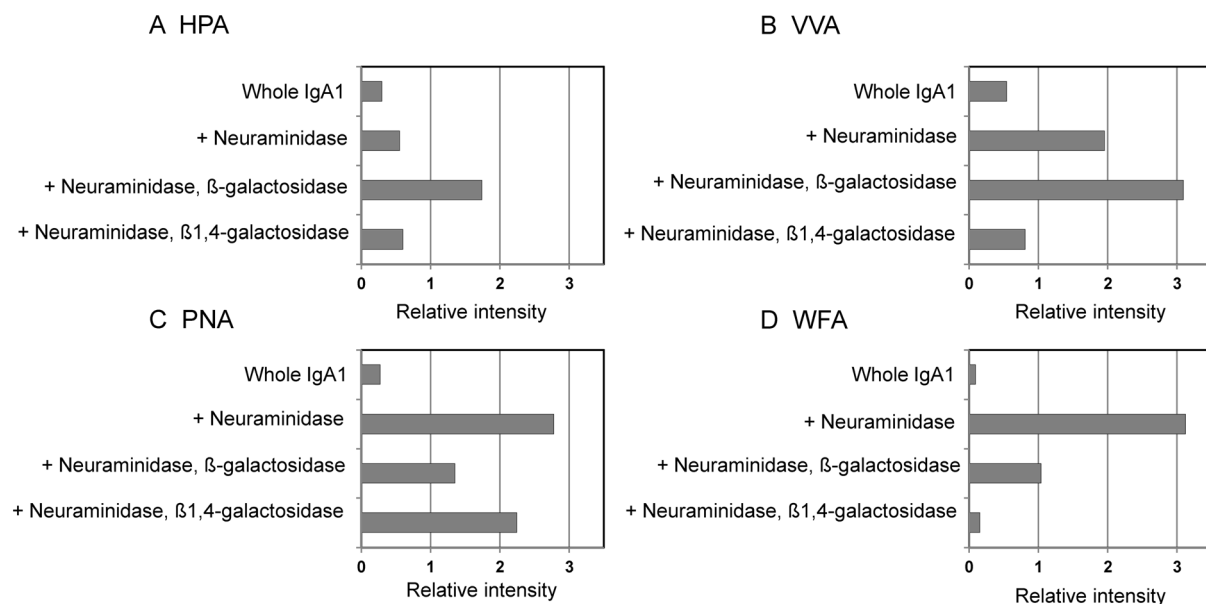 A HPA
Whole IgA1
+ Neuraminidase
+ Neuraminidase, ß-galactosidase
+ Neuraminidase, ß1,4-galactosidase
0 1 2 3
Relative intensity
B VVA
Whole IgA1
+ Neuraminidase
+ Neuraminidase, ß-galactosidase
+ Neuraminidase, ß1,4-galactosidase
0 1 2 3
Relative intensity
C PNA
Whole IgA1
+ Neuraminidase
+ Neuraminidase, ß-galactosidase
+ Neuraminidase, ß1,4-galactosidase
0 1 2 3
Relative intensity
D WFA
Whole IgA1
+ Neuraminidase
+ Neuraminidase, ß-galactosidase
+ Neuraminidase, ß1,4-galactosidase
0 1 2 3
Relative intensity